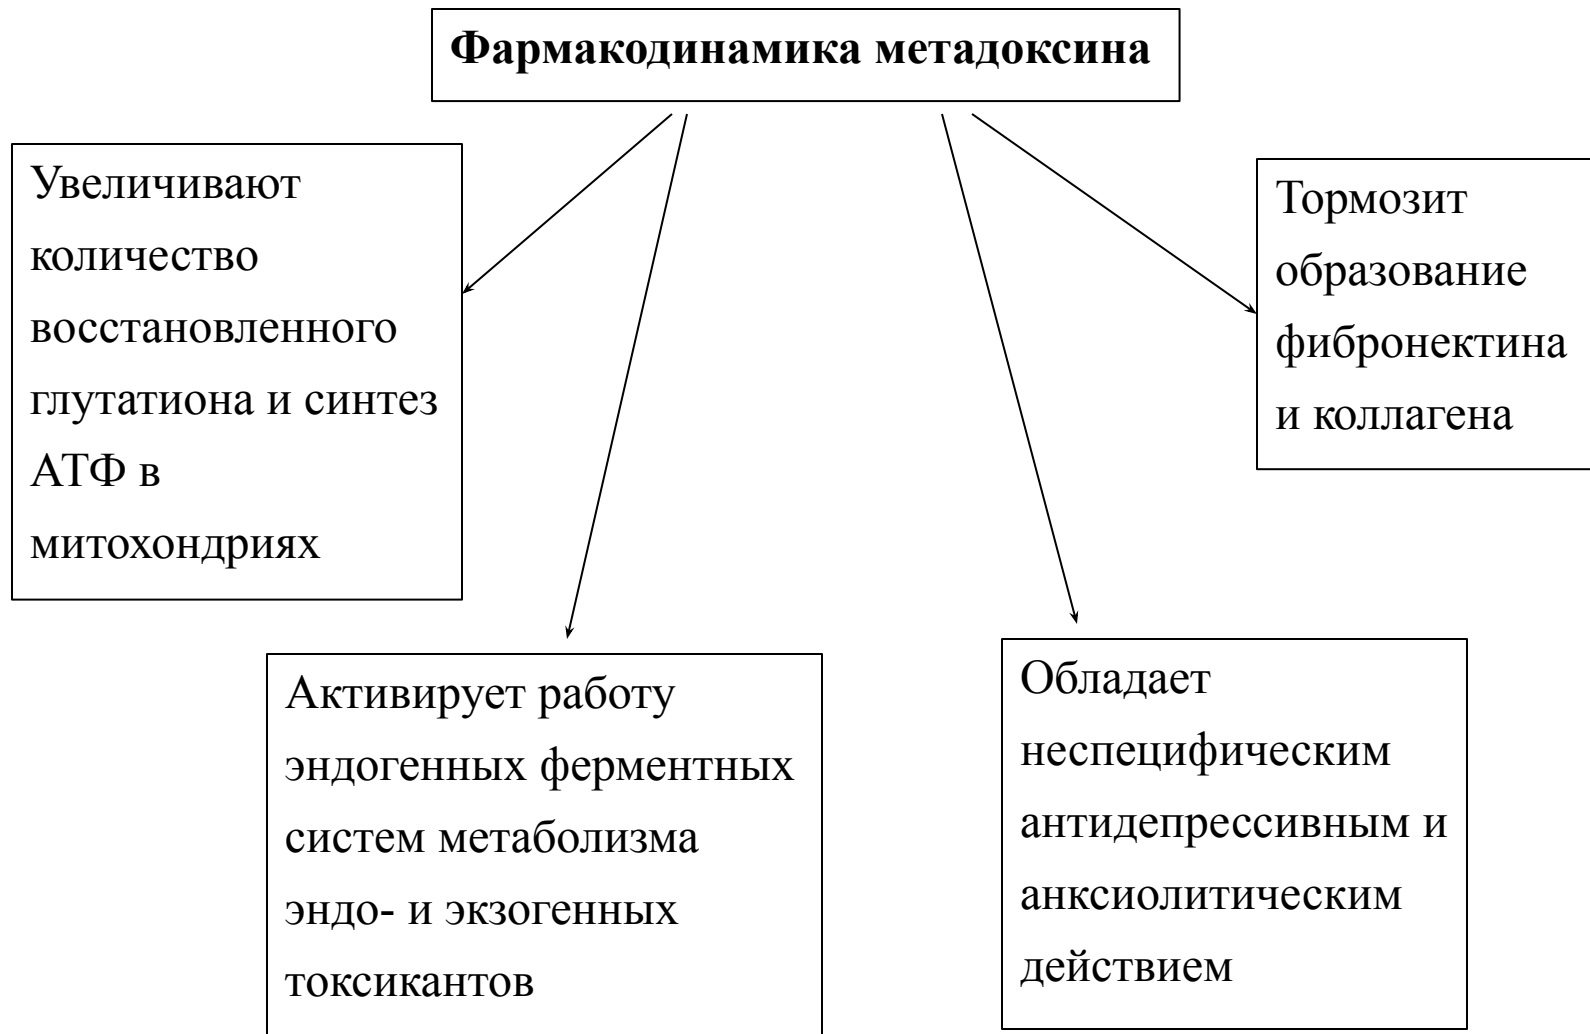 Фармакодинамика метадоксина
Увеличивают
количество
восстановленного
глутатиона и синтез
АТФ в
митохондриях
Тормозит
образование
фибронектина
и коллагена
Активирует работу
эндогенных ферментных
систем метаболизма
эндо- и экзогенных
токсикантов
Обладает
неспецифическим
антидепрессивным и
анксиолитическим
действием